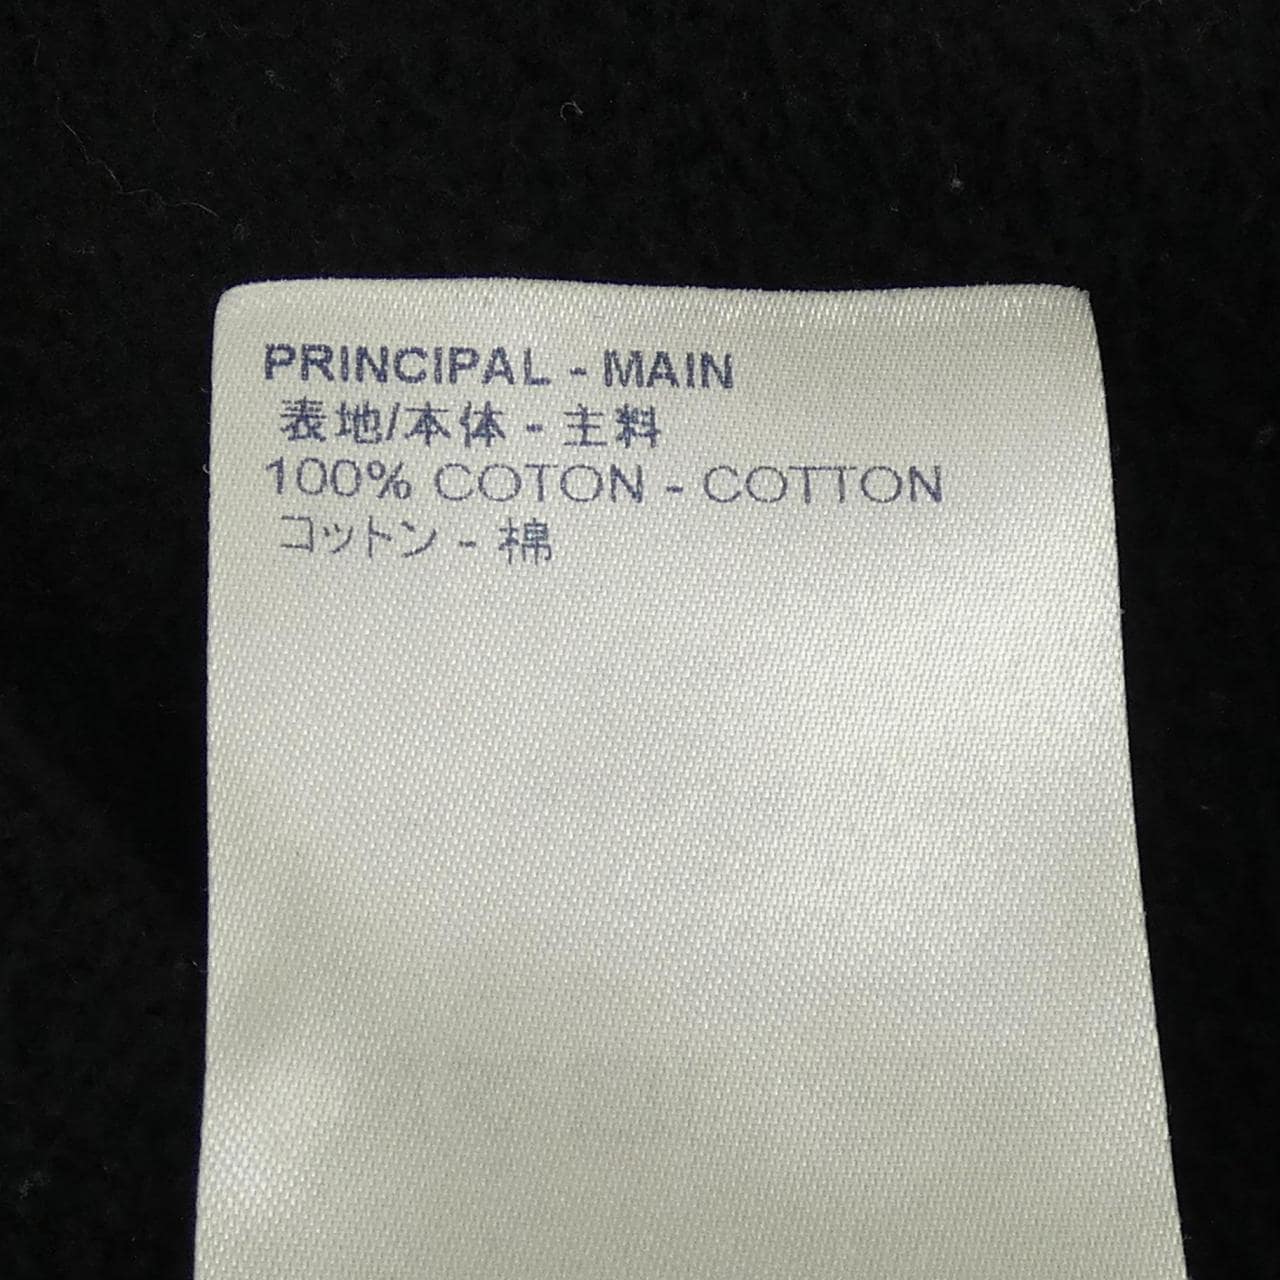 PRINCIPAL - MAIN
表地/本体 - 主料
100% COTON - COTTON
コットン - 棉